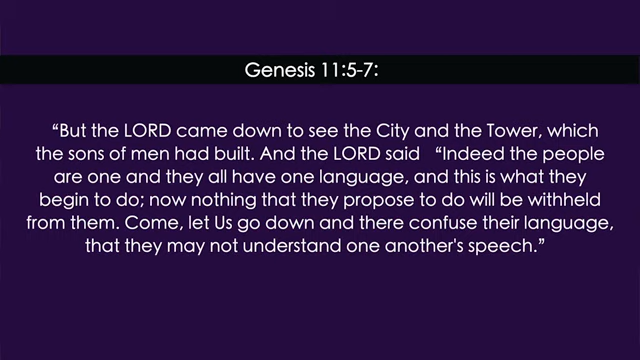 Genesis 11:5-7:
“But the LORD came down to see the City and the Tower, which
the sons of men had built. And the LORD said “Indeed the people
are one and they all have one language, and this is what they
begin to do; now nothing that they propose to do will be withheld
from them. Come, let Us go down and there confuse their language,
that they may not understand one another's speech.”